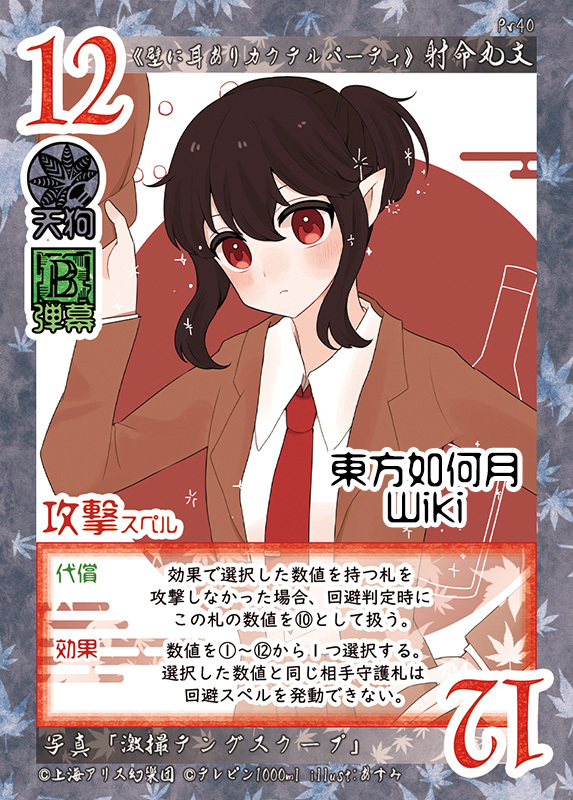 Pr40
12
《壁に耳ありカクテルパーティ》 射命丸文
天狗
B
弾幕
東方如何月
Wiki
攻撃スペル
代償
効果で選択した数値を持つ札を
攻撃しなかった場合、回避判定時に
この札の数値を⑩として扱う。
効果
数値を①～⑫から１つ選択する。
選択した数値と同じ相手守護札は
回避スペルを発動できない。
12
写真 「激撮テングスクープ」
©上海アリス幻樂団 ©テレピン1000ml illust:あすみ